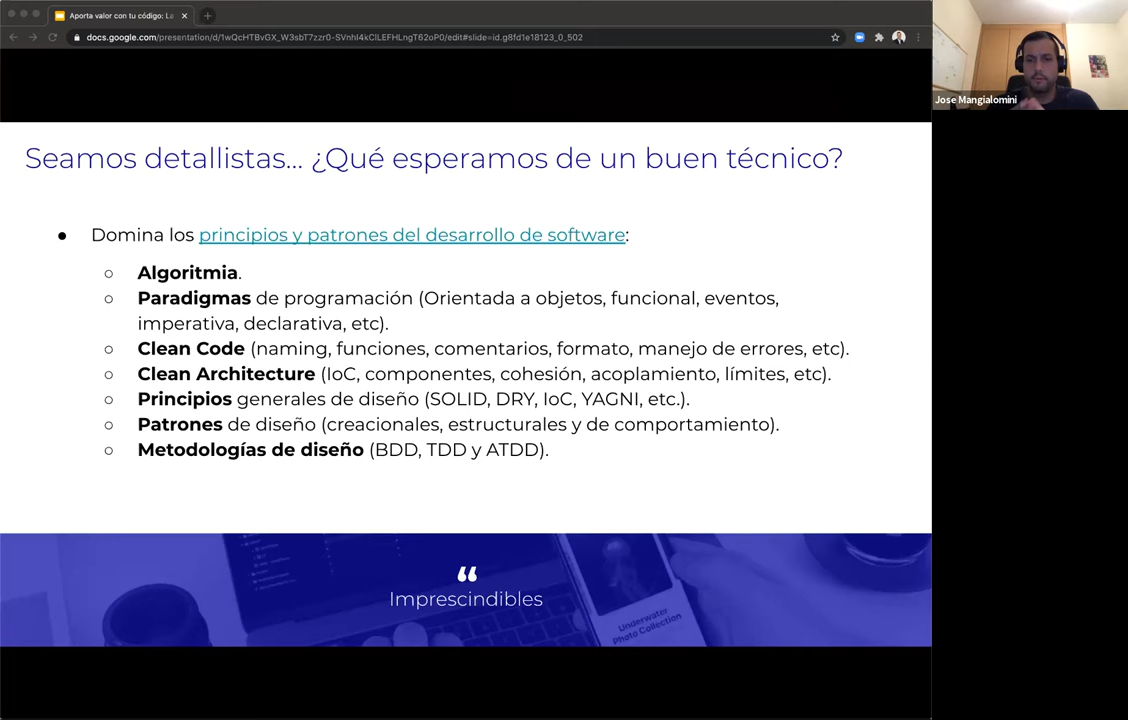 Aporta valor con tu código: La
docs.google.com/presentation/d/1wQcHTBvGX_W3sbT7zzr0-SVnhI4kCILEFHLngT62oP0/edit#slide=id.g8fd1e18123_0_502
Jose Mangialomini
Seamos detallistas... ¿Qué esperamos de un buen técnico?
● Domina los principios y patrones del desarrollo de software:
○ Algoritmia.
○ Paradigmas de programación (Orientada a objetos, funcional, eventos,
imperativa, declarativa, etc).
○ Clean Code (naming, funciones, comentarios, formato, manejo de errores, etc).
○ Clean Architecture (IoC, componentes, cohesión, acoplamiento, límites, etc).
○ Principios generales de diseño (SOLID, DRY, IoC, YAGNI, etc.).
○ Patrones de diseño (creacionales, estructurales y de comportamiento).
○ Metodologías de diseño (BDD, TDD y ATDD).
“
Imprescindibles
Underwater
Photo Collection